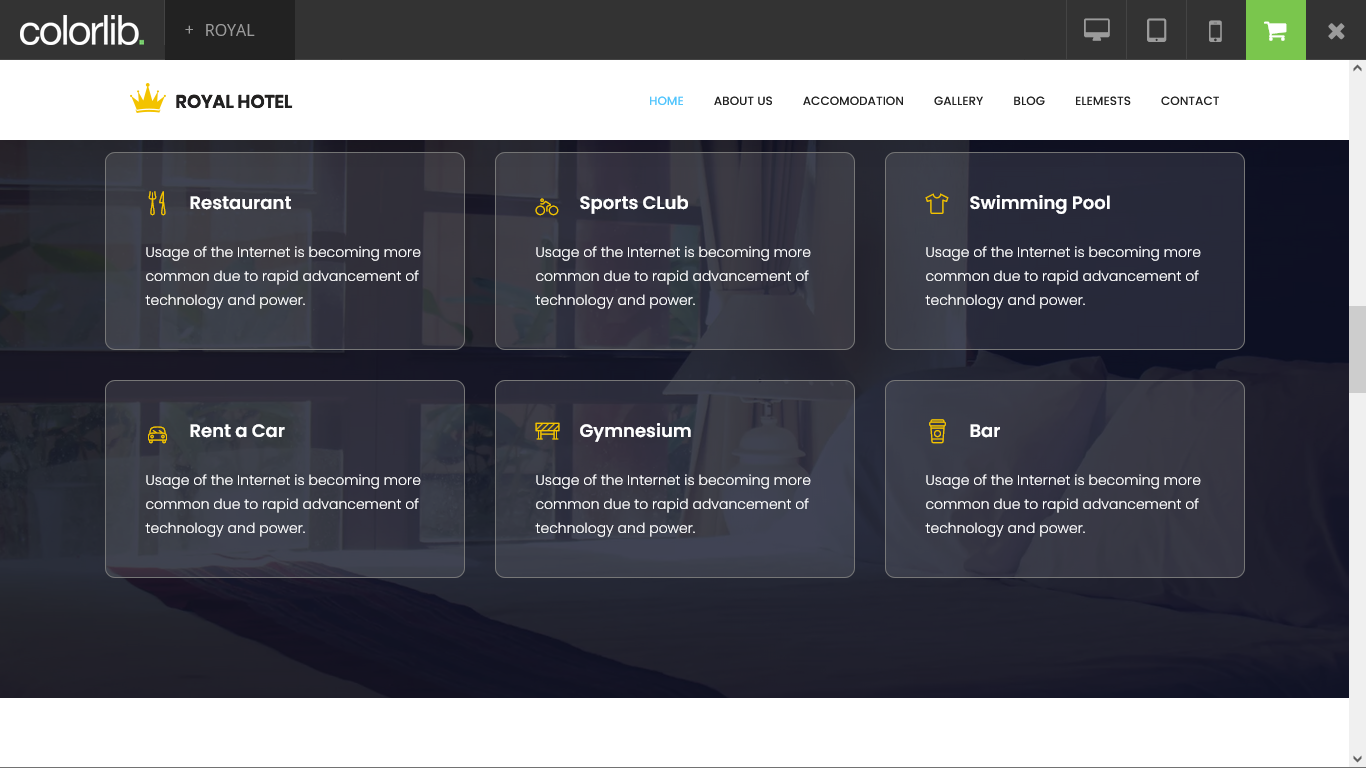 colorlib.
+ ROYAL
ROYAL HOTEL
HOME ABOUT US ACCOMODATION GALLERY BLOG ELEMESTS CONTACT
Restaurant
Usage of the Internet is becoming more
common due to rapid advancement of
technology and power.
Sports CLub
Usage of the Internet is becoming more
common due to rapid advancement of
technology and power.
Swimming Pool
Usage of the Internet is becoming more
common due to rapid advancement of
technology and power.
Rent a Car
Usage of the Internet is becoming more
common due to rapid advancement of
technology and power.
Gymnesium
Usage of the Internet is becoming more
common due to rapid advancement of
technology and power.
Bar
Usage of the Internet is becoming more
common due to rapid advancement of
technology and power.